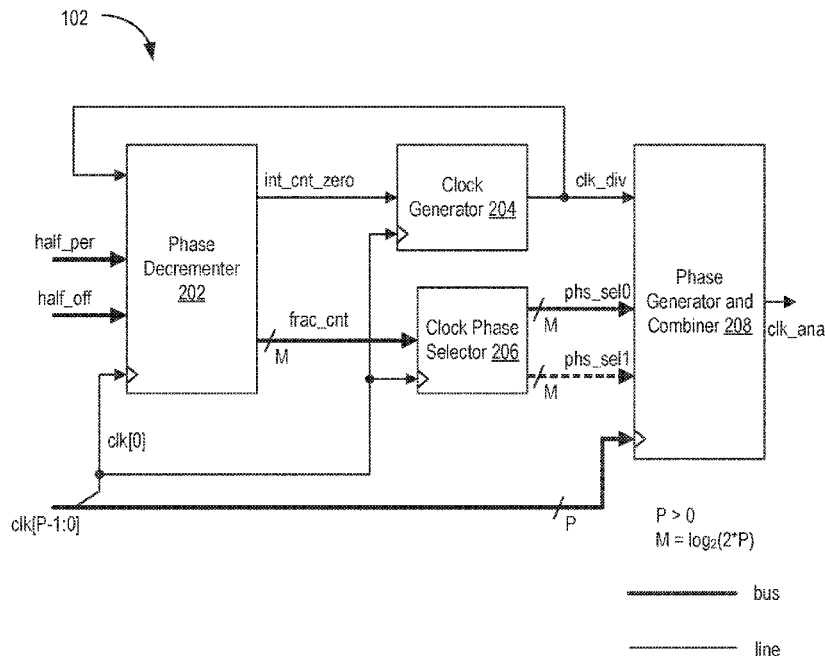 102
int_cnt_zero
Clock
Generator 204
clk_div
half_per
Phase
Decrementer
202
half_off
frac_cnt
M
Clock Phase
Selector 206
phs_sel0
M
phs_sel1
M
Phase
Generator and
Combiner 208
clk_ana
clk[0]
clk[P-1:0]
P
P > 0
M = log₂(2*P)
bus
line